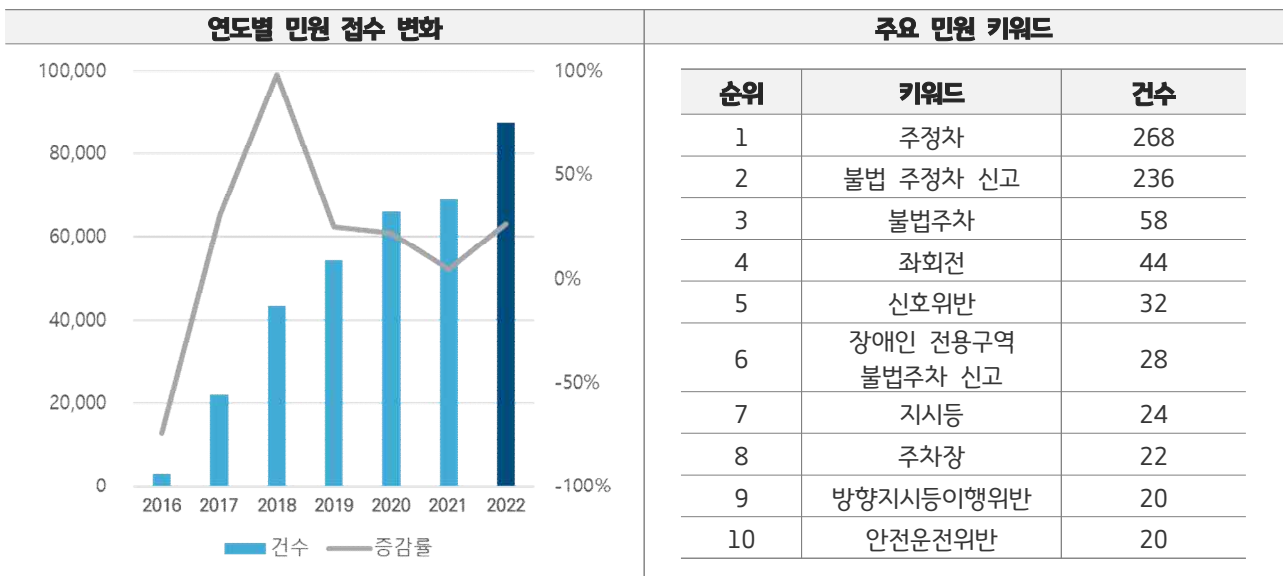 연도별 민원 접수 변화
주요 민원 키워드
100,000
80,000
60,000
40,000
20,000
0
100%
50%
0%
-50%
-100%
2016 2017 2018 2019 2020 2021 2022
건수 증감률
순위 키워드 건수
1 주정차 268
2 불법 주정차 신고 236
3 불법주차 58
4 좌회전 44
5 신호위반 32
6 장애인 전용구역 28
불법주차 신고
7 지시등 24
8 주차장 22
9 방향지시등이행위반 20
10 안전운전위반 20